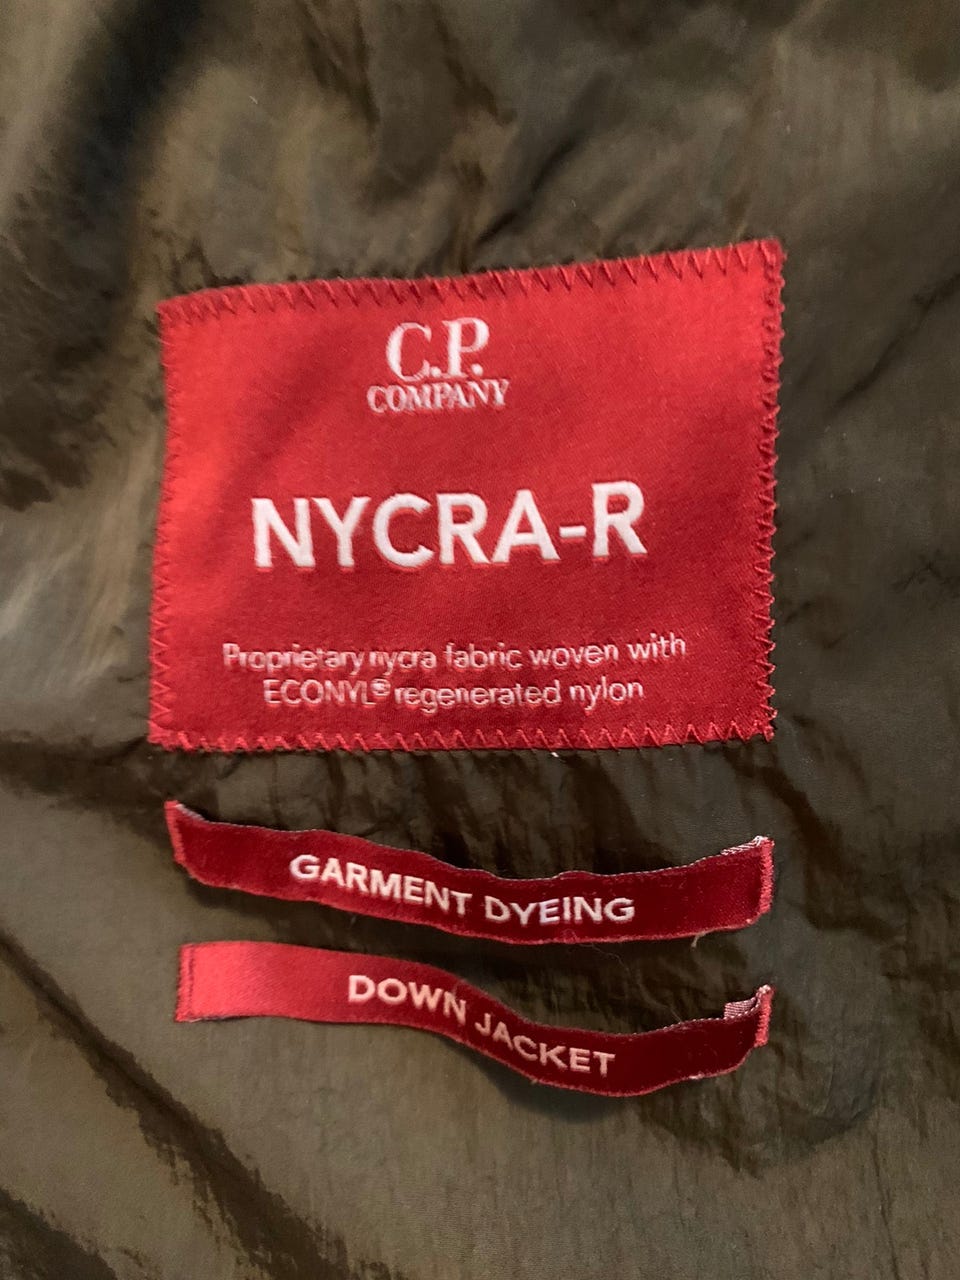 C.P.
COMPANY
NYCRA-R
Proprietary nycra fabric woven with
ECONYL® regenerated nylon
GARMENT DYEING
DOWN JACKET